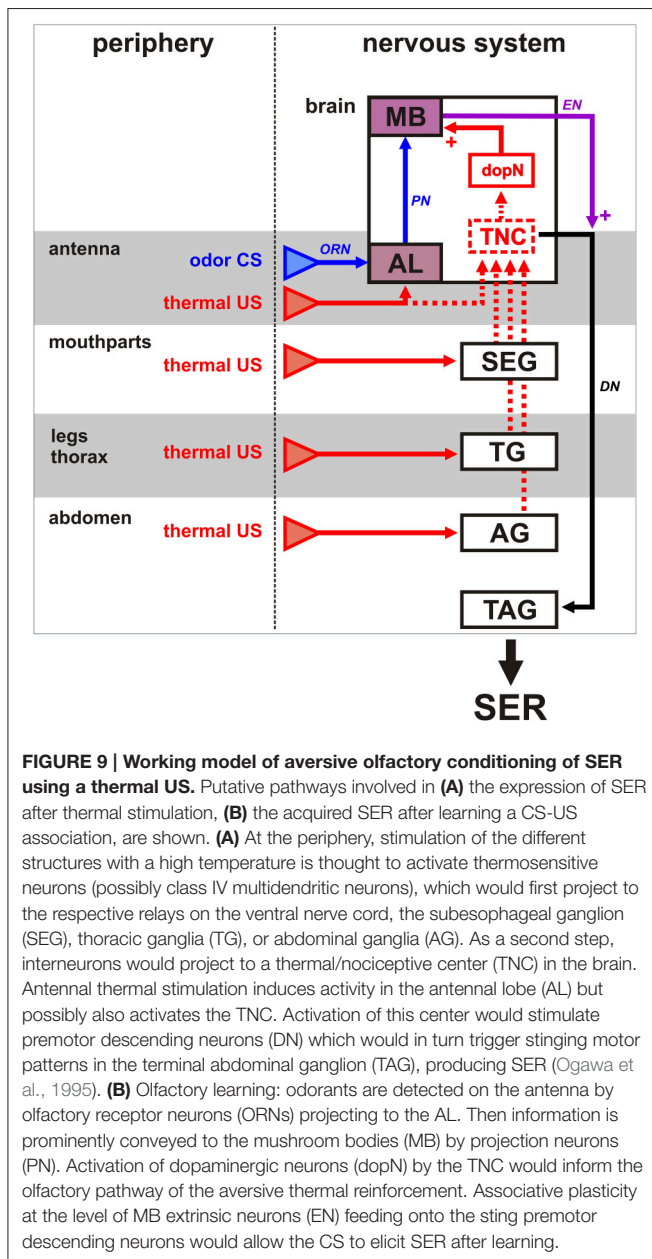 periphery
nervous system
brain
MB
EN
+
dopN
+
PN
TNC
antenna
odor CS
ORN
AL
thermal US
mouthparts
thermal US
SEG
DN
legs
thorax
thermal US
TG
abdomen
thermal US
AG
TAG
SER
FIGURE 9 | Working model of aversive olfactory conditioning of SER
using a thermal US. Putative pathways involved in (A) the expression of SER
after thermal stimulation, (B) the acquired SER after learning a CS-US
association, are shown. (A) At the periphery, stimulation of the different
structures with a high temperature is thought to activate thermosensitive
neurons (possibly class IV multidendritic neurons), which would first project to
the respective relays on the ventral nerve cord, the subesophageal ganglion
(SEG), thoracic ganglia (TG), or abdominal ganglia (AG). As a second step,
interneurons would project to a thermal/nociceptive center (TNC) in the brain.
Antennal thermal stimulation induces activity in the antennal lobe (AL) but
possibly also activates the TNC. Activation of this center would stimulate
premotor descending neurons (DN) which would in turn trigger stinging motor
patterns in the terminal abdominal ganglion (TAG), producing SER (Ogawa
et al., 1995). (B) Olfactory learning: odorants are detected on the antenna by
olfactory receptor neurons (ORNs) projecting to the AL. Then information is
prominently conveyed to the mushroom bodies (MB) by projection neurons
(PN). Activation of dopaminergic neurons (dopN) by the TNC would inform the
olfactory pathway of the aversive thermal reinforcement. Associative plasticity
at the level of MB extrinsic neurons (EN) feeding onto the sting premotor
descending neurons would allow the CS to elicit SER after learning.